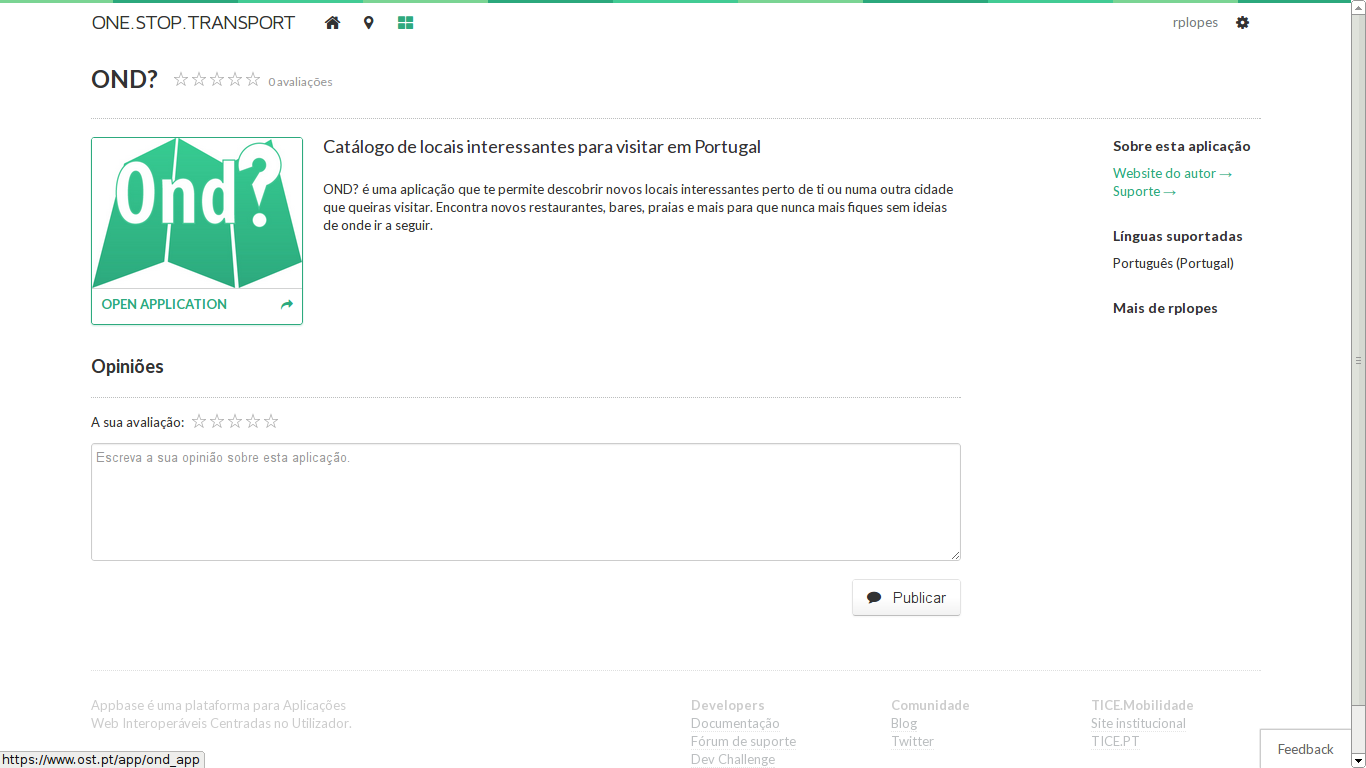 ONE.STOP.TRANSPORT
rplopes
OND?
0 avaliações
Ond?
OPEN APPLICATION
Catálogo de locais interessantes para visitar em Portugal
OND? é uma aplicação que te permite descobrir novos locais interessantes perto de ti ou numa outra cidade
que queiras visitar. Encontra novos restaurantes, bares, praias e mais para que nunca mais fiques sem ideias
de onde ir a seguir.
Sobre esta aplicação
Website do autor →
Suporte →
Línguas suportadas
Português (Portugal)
Mais de rplopes
Opiniões
A sua avaliação:
Escreva a sua opinião sobre esta aplicação.
Publicar
Appbase é uma plataforma para Aplicações
Web Interoperáveis Centradas no Utilizador.
Developers
Documentação
Fórum de suporte
Dev Challenge
Comunidade
Blog
Twitter
TICE.Mobilidade
Site institucional
TICE.PT
Feedback
https://www.ost.pt/app/ond_app